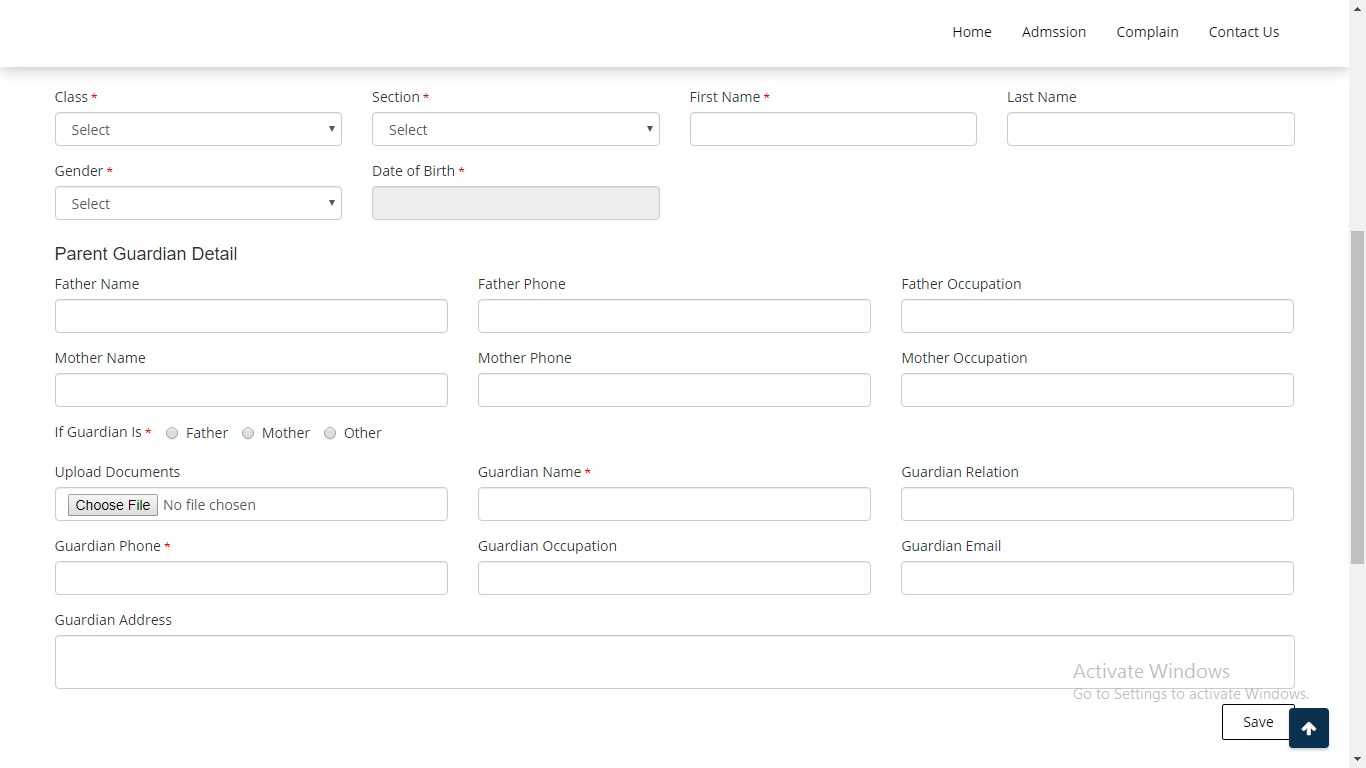 Home Admssion Complain Contact Us
Class * Section * First Name * Last Name
Select Select
Gender * Date of Birth *
Select
Parent Guardian Detail
Father Name Father Phone Father Occupation
Mother Name Mother Phone Mother Occupation
If Guardian Is * Father Mother Other
Upload Documents Guardian Name * Guardian Relation
Choose File No file chosen
Guardian Phone * Guardian Occupation Guardian Email
Guardian Address
Activate Windows
Go to Settings to activate Windows.
Save